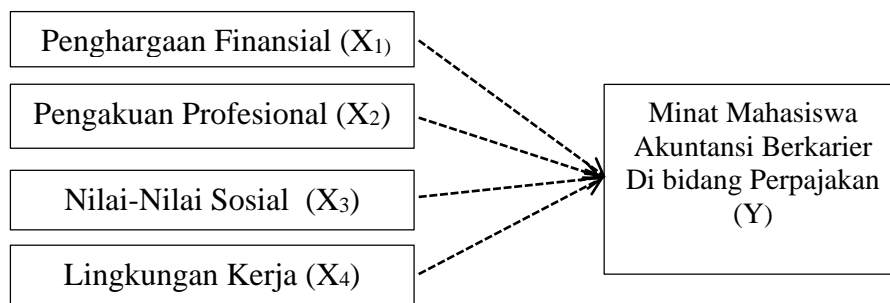 Penghargaan Finansial (X1)
Pengakuan Profesional (X2)
Nilai-Nilai Sosial (X3)
Lingkungan Kerja (X4)
Minat Mahasiswa
Akuntansi Berkarier
Di bidang Perpajakan
(Y)